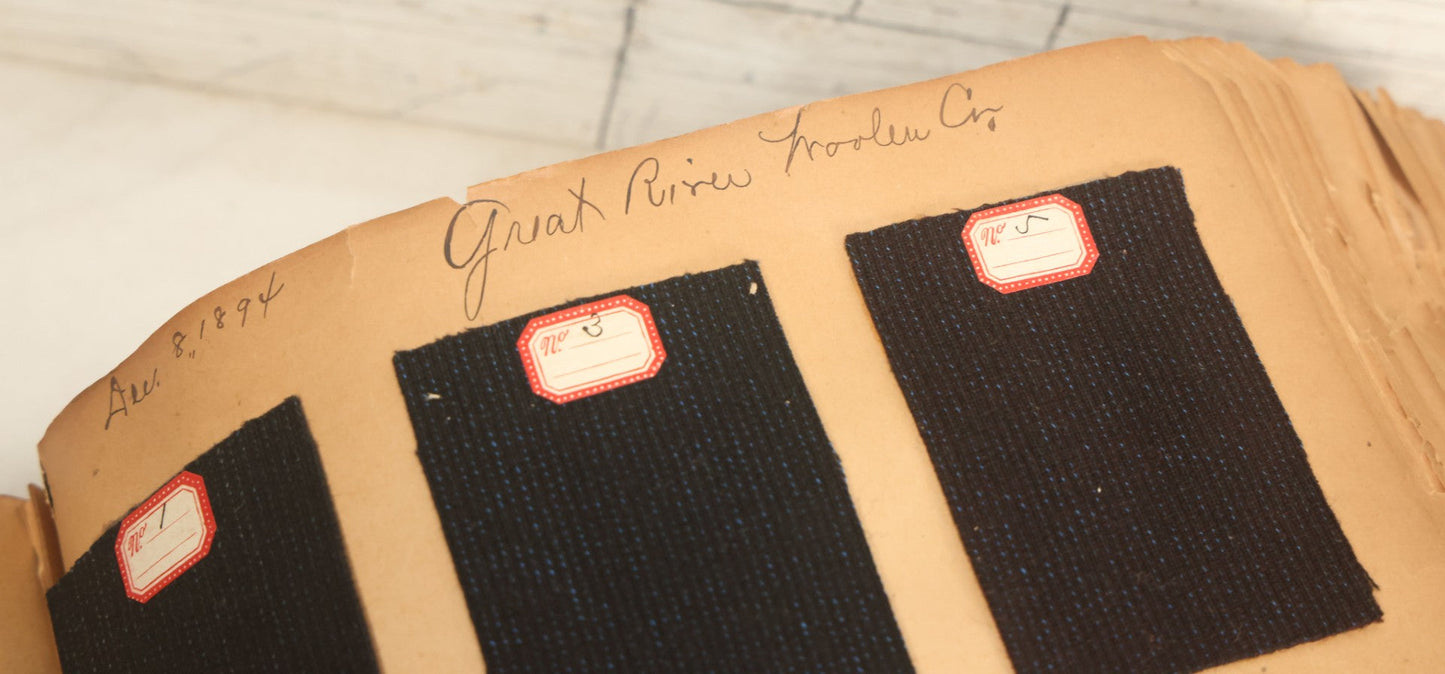 Dec. 8, 1894
Great River Woolen Co.
No 1
No 3
No 5